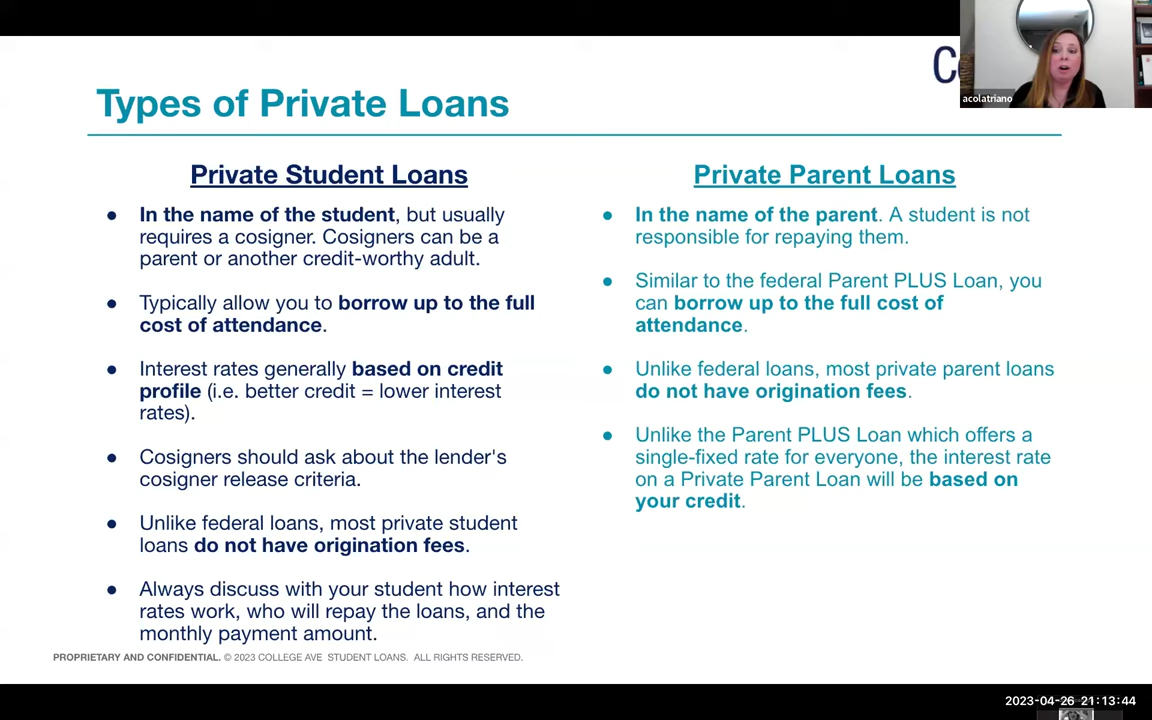 acolatriano
Types of Private Loans
Private Student Loans
● In the name of the student, but usually
requires a cosigner. Cosigners can be a
parent or another credit-worthy adult.
● Typically allow you to borrow up to the full
cost of attendance.
● Interest rates generally based on credit
profile (i.e. better credit = lower interest
rates).
● Cosigners should ask about the lender's
cosigner release criteria.
● Unlike federal loans, most private student
loans do not have origination fees.
● Always discuss with your student how interest
rates work, who will repay the loans, and the
monthly payment amount.
Private Parent Loans
● In the name of the parent. A student is not
responsible for repaying them.
● Similar to the federal Parent PLUS Loan, you
can borrow up to the full cost of
attendance.
● Unlike federal loans, most private parent loans
do not have origination fees.
● Unlike the Parent PLUS Loan which offers a
single-fixed rate for everyone, the interest rate
on a Private Parent Loan will be based on
your credit.
PROPRIETARY AND CONFIDENTIAL. © 2023 COLLEGE AVE STUDENT LOANS. ALL RIGHTS RESERVED.
2023-04-26 21:13:44